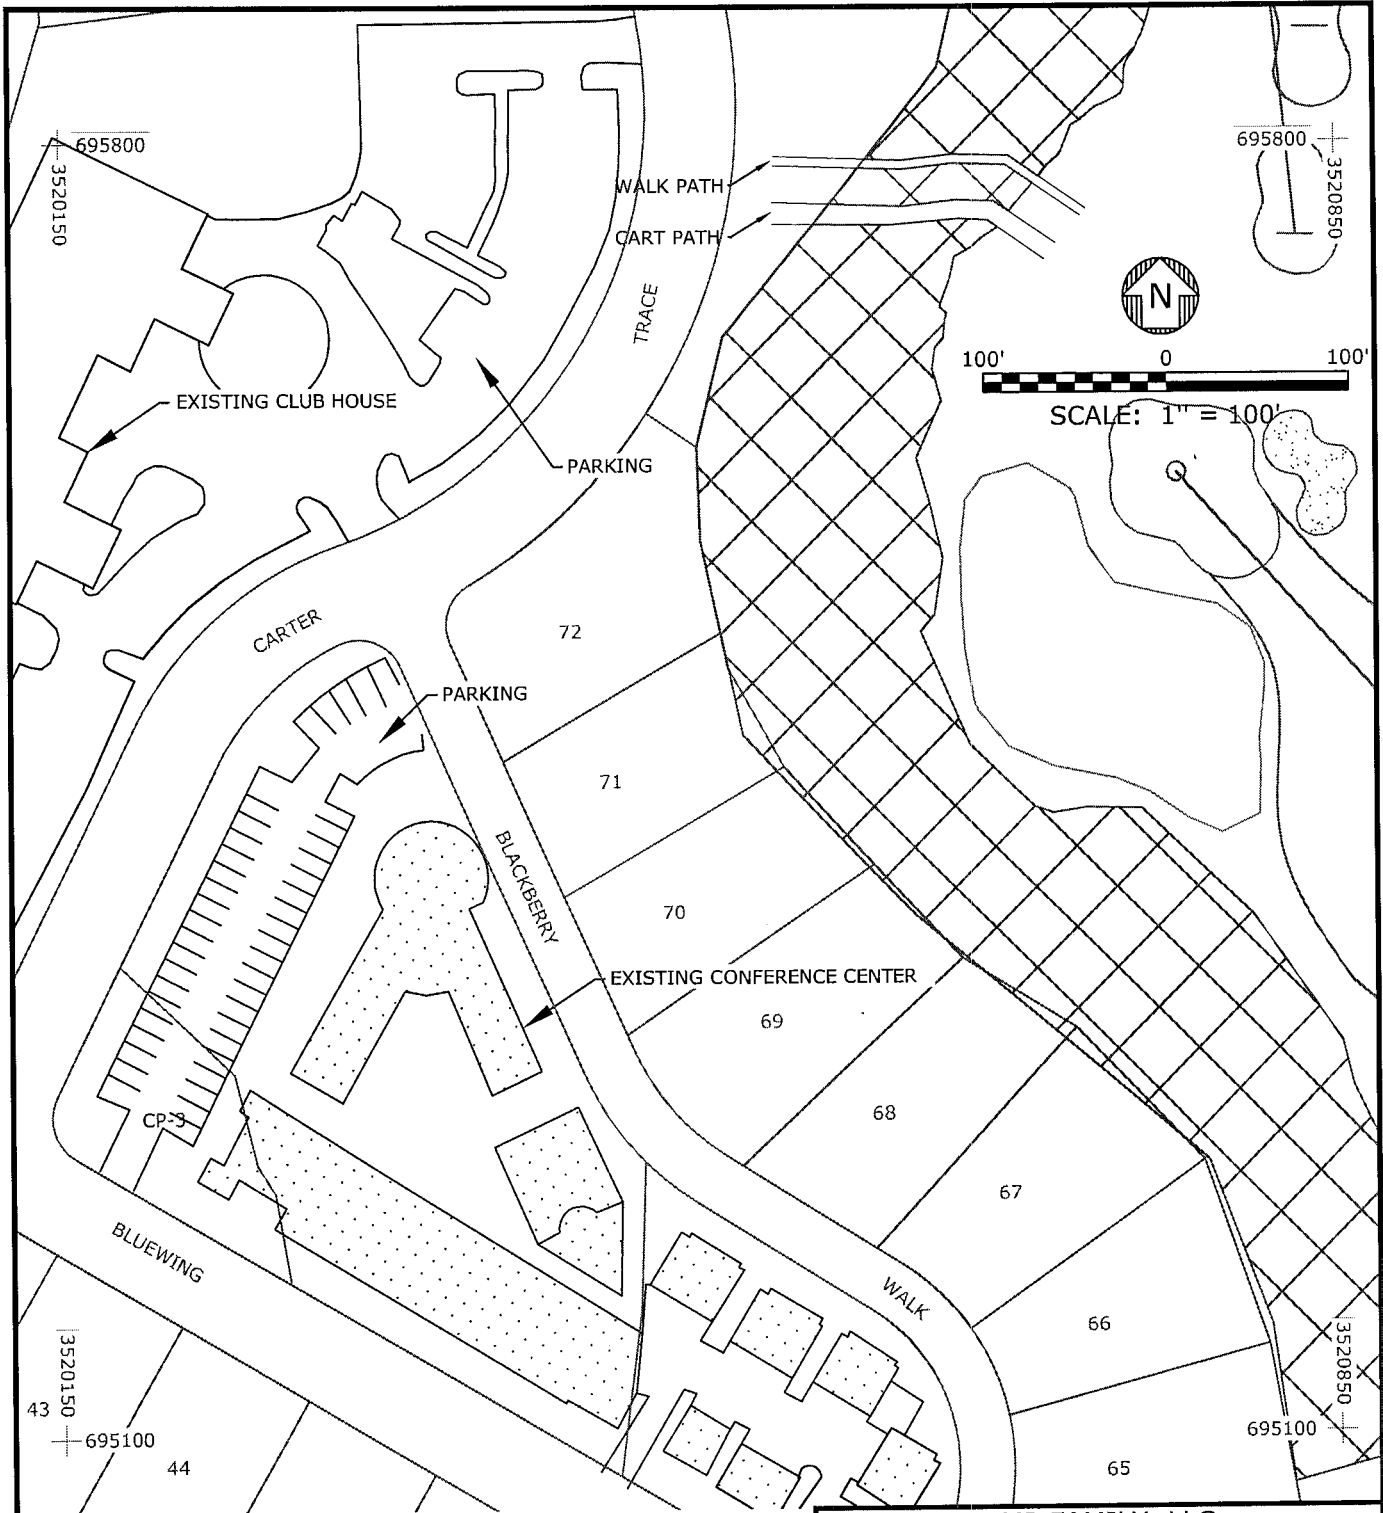 695800
3520150
695800
3520850
WALK PATH
CART PATH
N
TRACE
100' 0 100'
SCALE: 1" = 100'
EXISTING CLUB HOUSE
PARKING
CARTER
72
PARKING
71
BLACKBERRY
70
EXISTING CONFERENCE CENTER
69
68
CP-3
67
BLUEWING
WALK
66
3520150
3520850
43
695100
695100
44
65